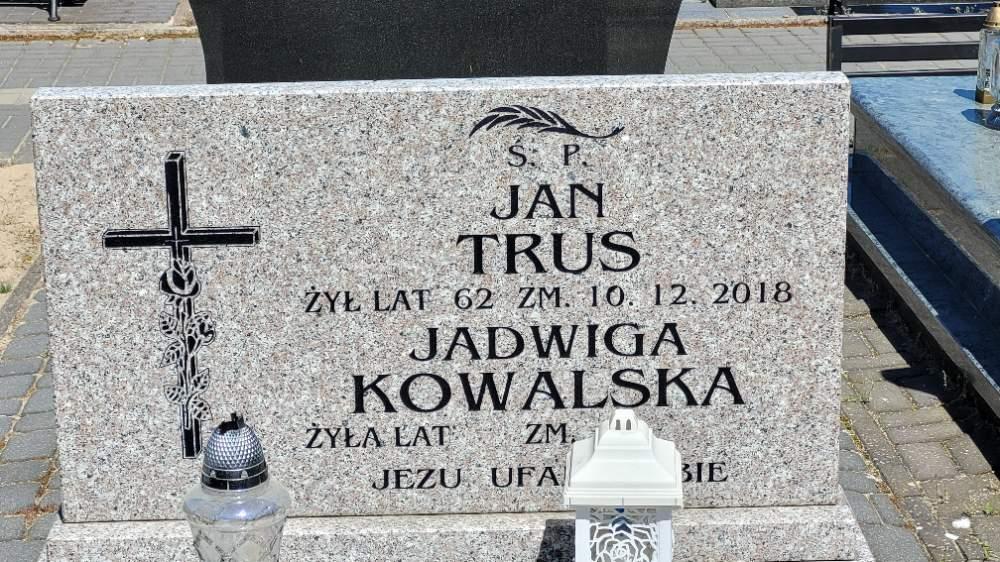 Ś. P.
JAN
TRUS
ŻYŁ LAT 62 ZM. 10. 12. 2018
JADWIGA
KOWALSKA
ŻYŁA LAT ZM.
JEZU